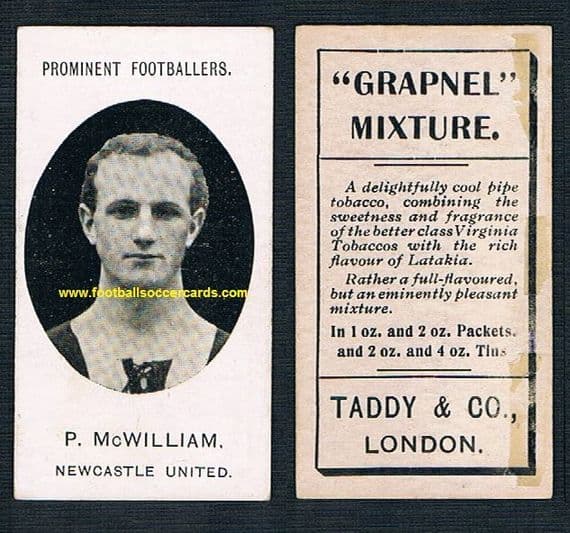 PROMINENT FOOTBALLERS.
www.footballsoccercards.com
P. McWILLIAM.
NEWCASTLE UNITED.
"GRAPNEL"
MIXTURE.
A delightfully cool pipe
tobacco, combining the
sweetness and fragrance
of the better class Virginia
Tobaccos with the rich
flavour of Latakia.
Rather a full-flavoured,
but an eminently pleasant
mixture.
In 1 oz. and 2 oz. Packets.
and 2 oz. and 4 oz. Tins
TADDY & CO.,
LONDON.